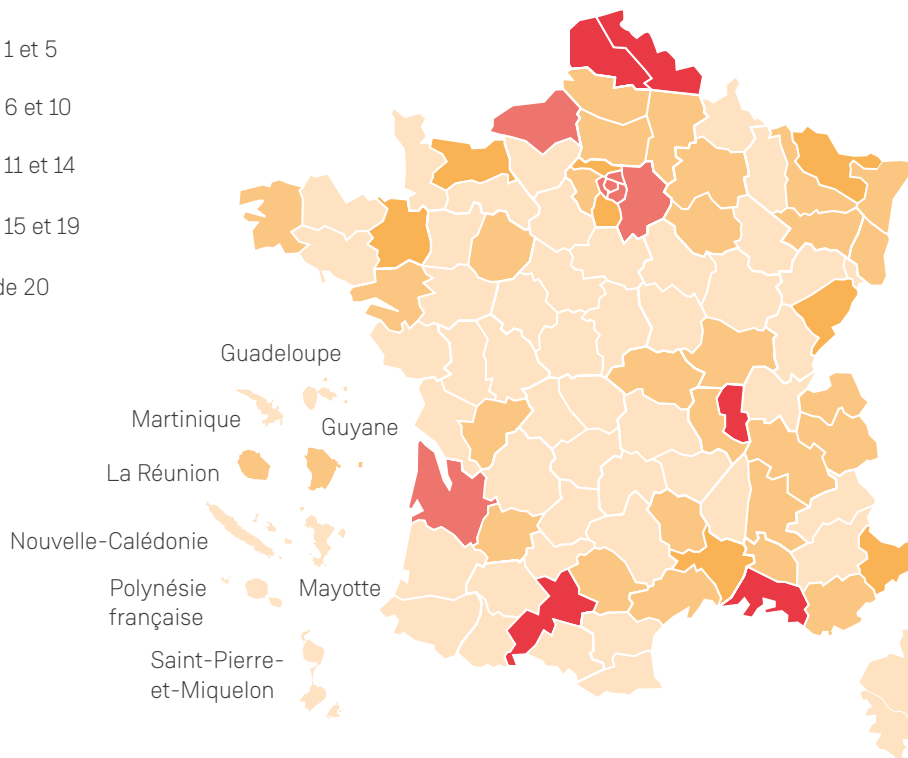 1 et 5
6 et 10
11 et 14
15 et 19
de 20
Guadeloupe
Martinique
Guyane
La Réunion
Nouvelle-Calédonie
Polynésie
française
Mayotte
Saint-Pierre-
et-Miquelon